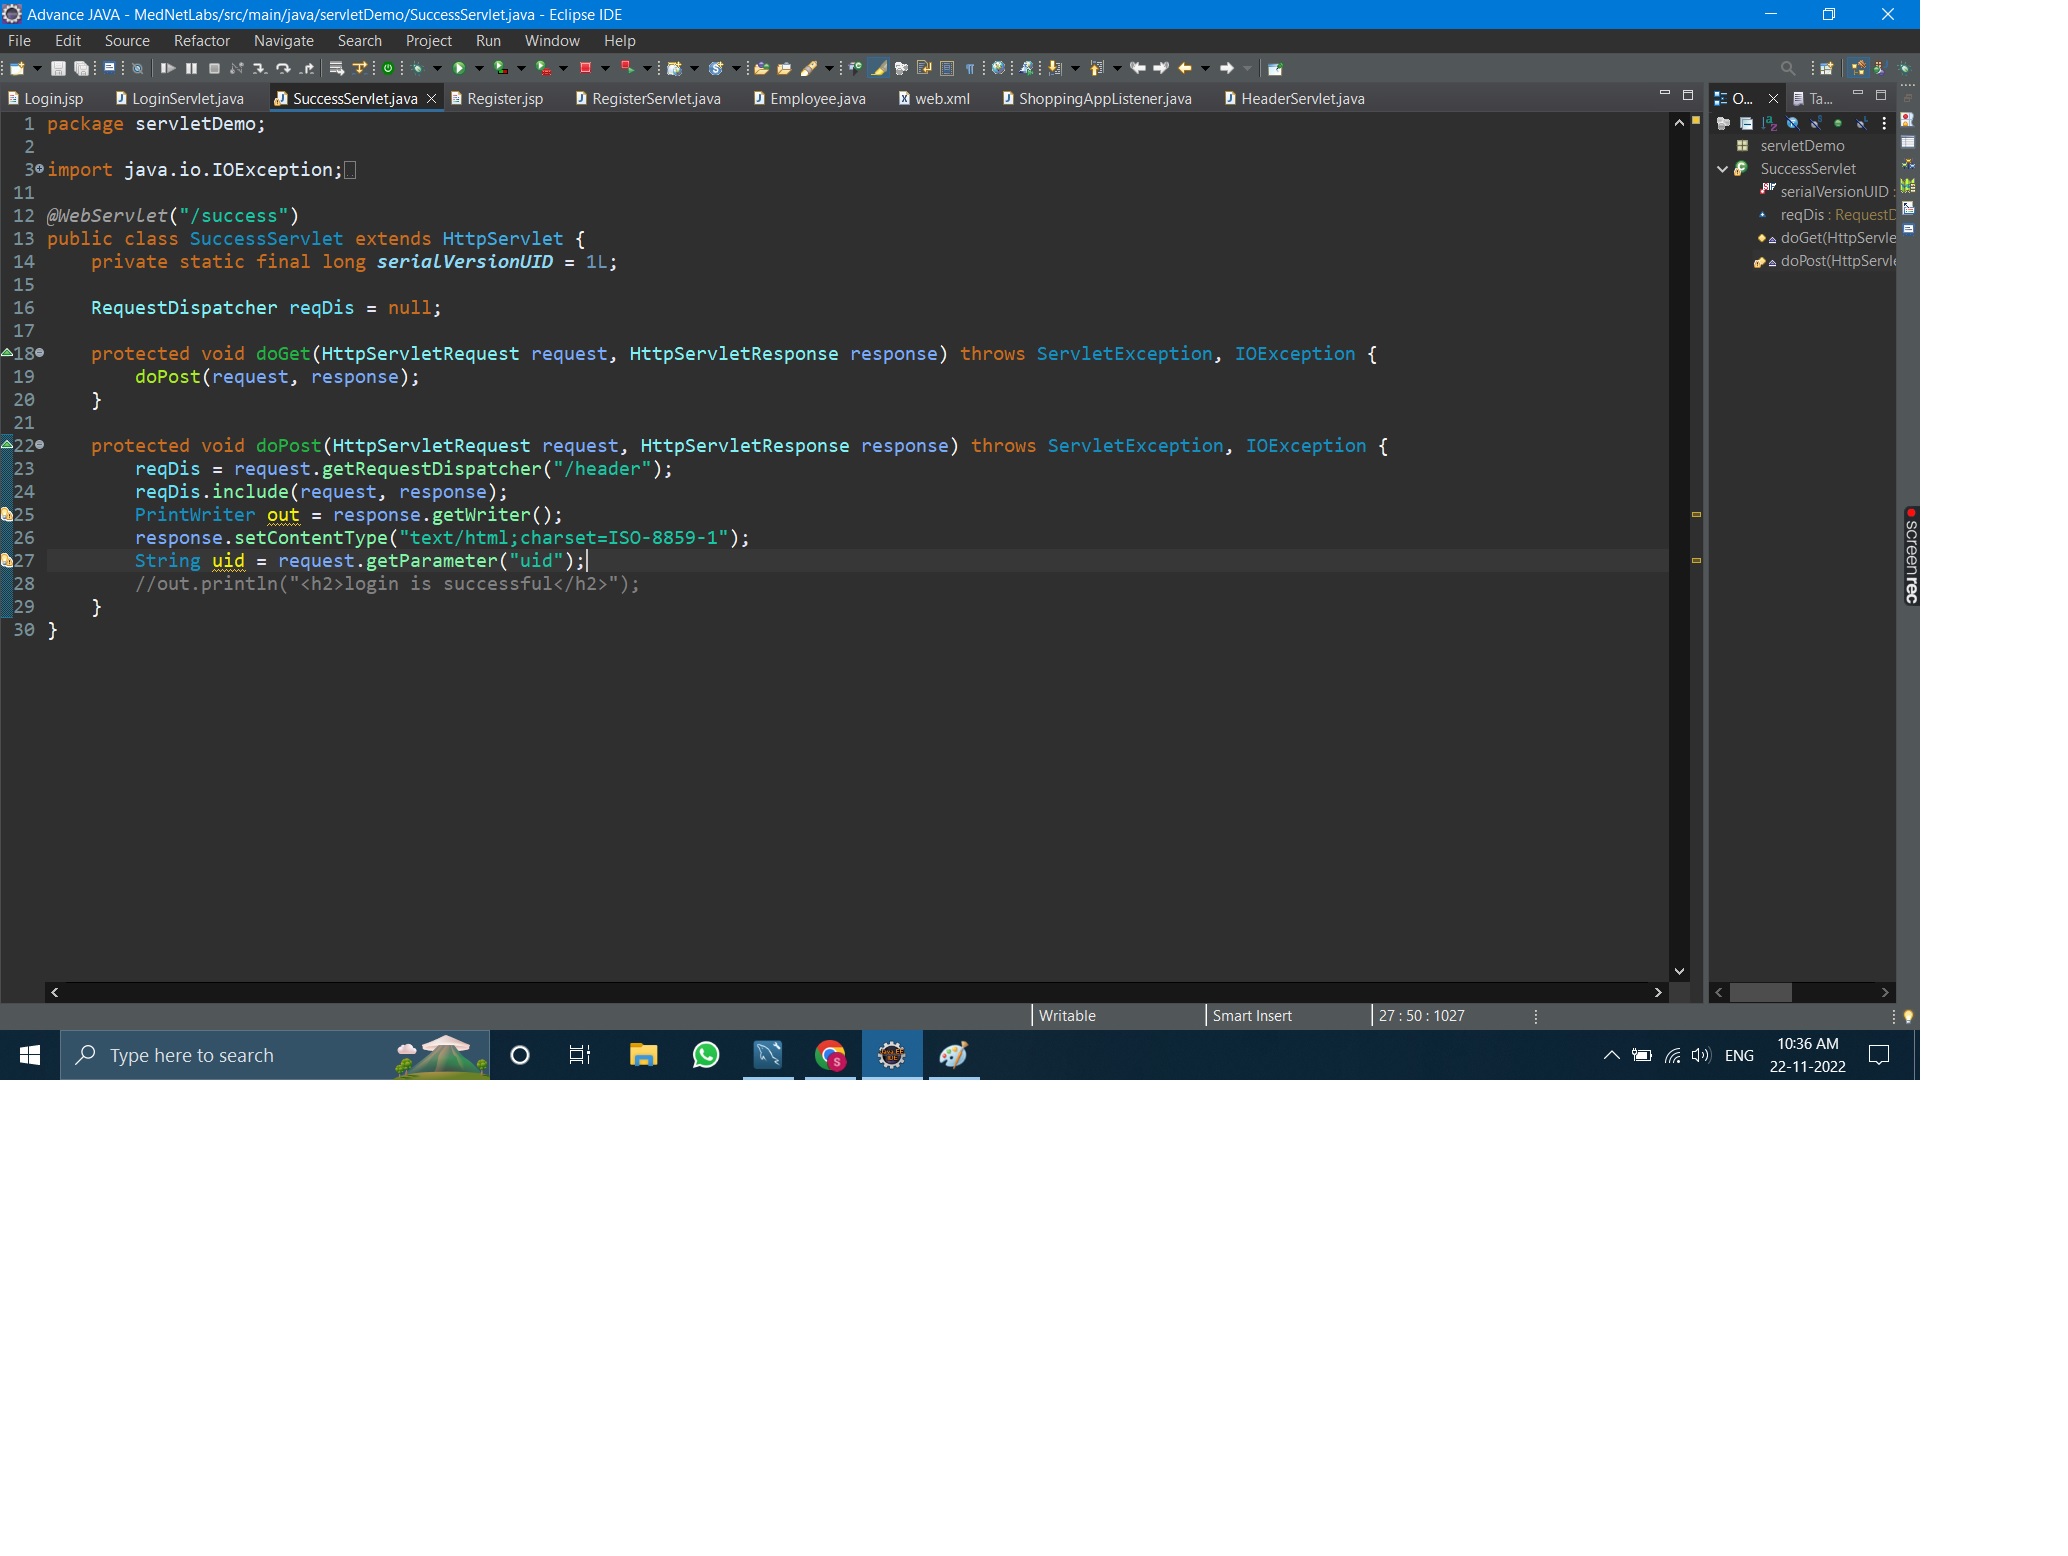 Advance JAVA - MedNetLabs/src/main/java/servletDemo/SuccessServlet.java - Eclipse IDE
File Edit Source Refactor Navigate Search Project Run Window Help
Login.jsp LoginServlet.java SuccessServlet.java Register.jsp RegisterServlet.java Employee.java web.xml ShoppingAppListener.java HeaderServlet.java
O... Ta...
1 package servletDemo;
2
3 import java.io.IOException;
11
12 @WebServlet("/success")
13 public class SuccessServlet extends HttpServlet {
14 private static final long serialVersionUID = 1L;
15
16 RequestDispatcher reqDis = null;
17
18 protected void doGet(HttpServletRequest request, HttpServletResponse response) throws ServletException, IOException {
19 doPost(request, response);
20 }
21
22 protected void doPost(HttpServletRequest request, HttpServletResponse response) throws ServletException, IOException {
23 reqDis = request.getRequestDispatcher("/header");
24 reqDis.include(request, response);
25 PrintWriter out = response.getWriter();
26 response.setContentType("text/html;charset=ISO-8859-1");
27 String uid = request.getParameter("uid");
28 //out.println("<h2>login is successful</h2>");
29 }
30 }
servletDemo
SuccessServlet
serialVersionUID :
reqDis : RequestD
doGet(HttpServle
doPost(HttpServle
screenrec
Writable Smart Insert 27 : 50 : 1027
Type here to search
ENG
10:36 AM
22-11-2022